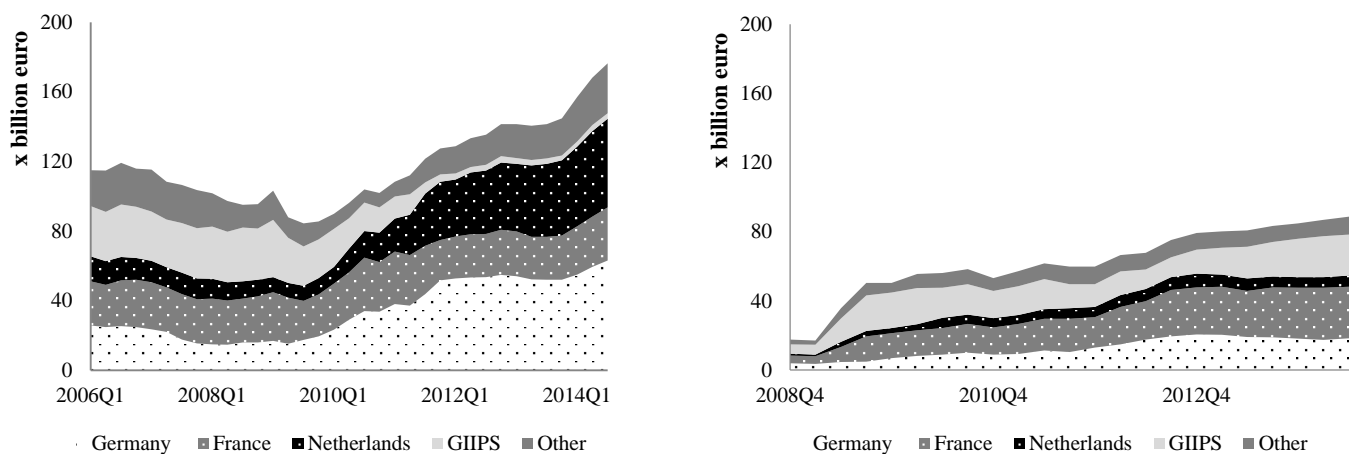 x billion euro
200
160
120
80
40
0
2006Q1 2008Q1 2010Q1 2012Q1 2014Q1
Germany France Netherlands GIIPS Other
x billion euro
200
160
120
80
40
0
2008Q4 2010Q4 2012Q4
Germany France Netherlands GIIPS Other